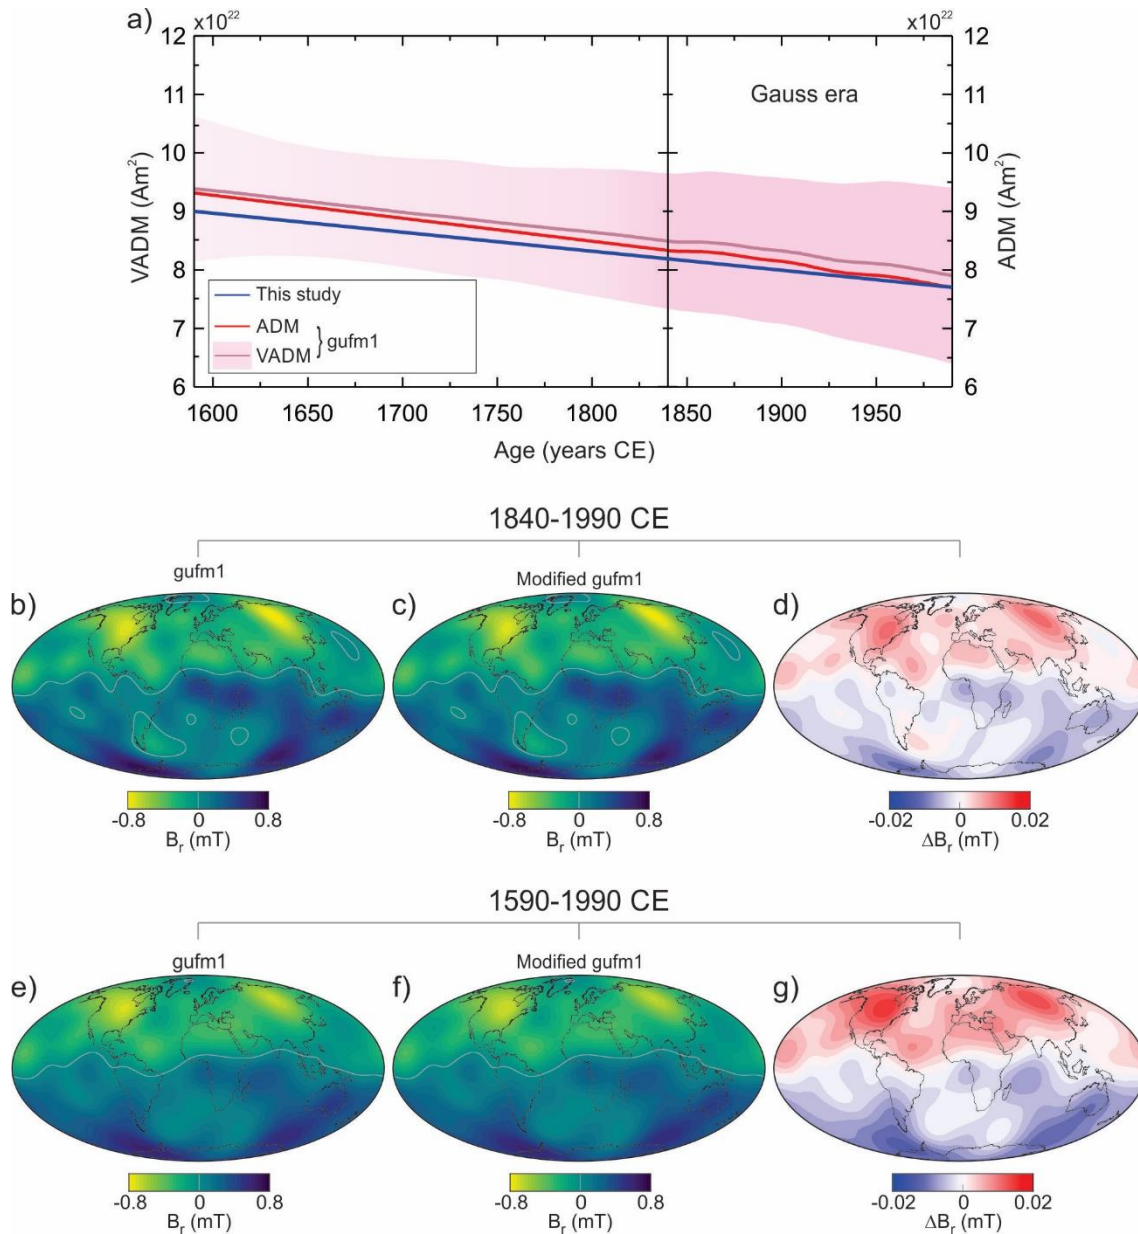 a)
x10²²
x10²²
12
11
10
9
8
7
6
VADM (Am²)
12
11
10
9
8
7
6
ADM (Am²)
Gauss era
This study
ADM
VADM
} gufm1
1600 1650 1700 1750 1800 1850 1900 1950
Age (years CE)
1840-1990 CE
b)
gufm1
c)
Modified gufm1
d)
-0.8 0 0.8
Bᵣ (mT)
-0.8 0 0.8
Bᵣ (mT)
-0.02 0 0.02
ΔBᵣ (mT)
1590-1990 CE
e)
gufm1
f)
Modified gufm1
g)
-0.8 0 0.8
Bᵣ (mT)
-0.8 0 0.8
Bᵣ (mT)
-0.02 0 0.02
ΔBᵣ (mT)